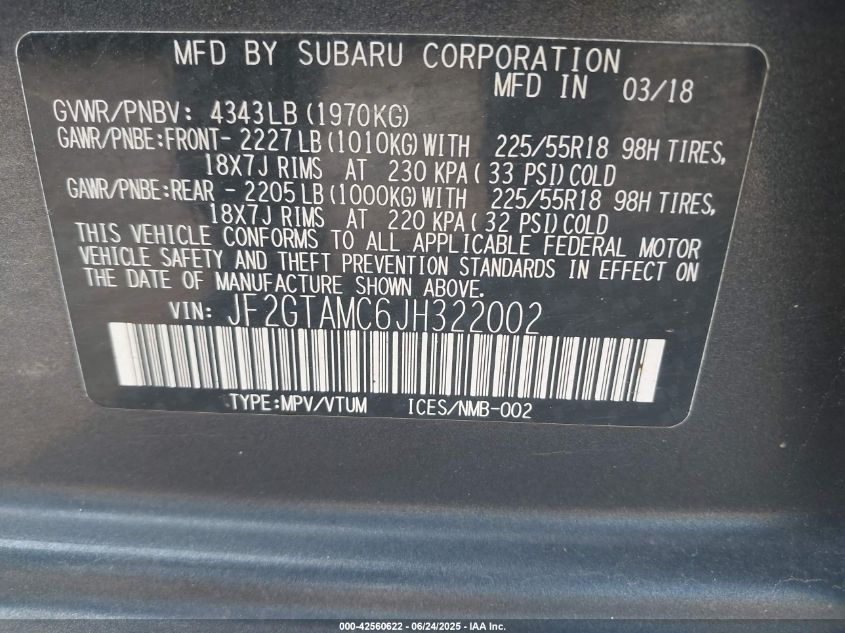 MFD BY SUBARU CORPORATION
MFD IN 03/18
GVWR/PNBV: 4343LB (1970KG)
GAWR/PNBE:FRONT- 2227LB (1010KG) WITH 225/55R18 98H TIRES,
18X7J RIMS AT 230 KPA ( 33 PSI) COLD
GAWR/PNBE:REAR - 2205LB (1000KG) WITH 225/55R18 98H TIRES,
18X7J RIMS AT 220 KPA ( 32 PSI) COLD
THIS VEHICLE CONFORMS TO ALL APPLICABLE FEDERAL MOTOR
VEHICLE SAFETY AND THEFT PREVENTION STANDARDS IN EFFECT ON
THE DATE OF MANUFACTURE SHOWN ABOVE.
VIN: JF2GTAMC6JH322002
TYPE:MPV/VTUM ICES/NMB-002
000-42560622 - 06/24/2025 - IAA Inc.